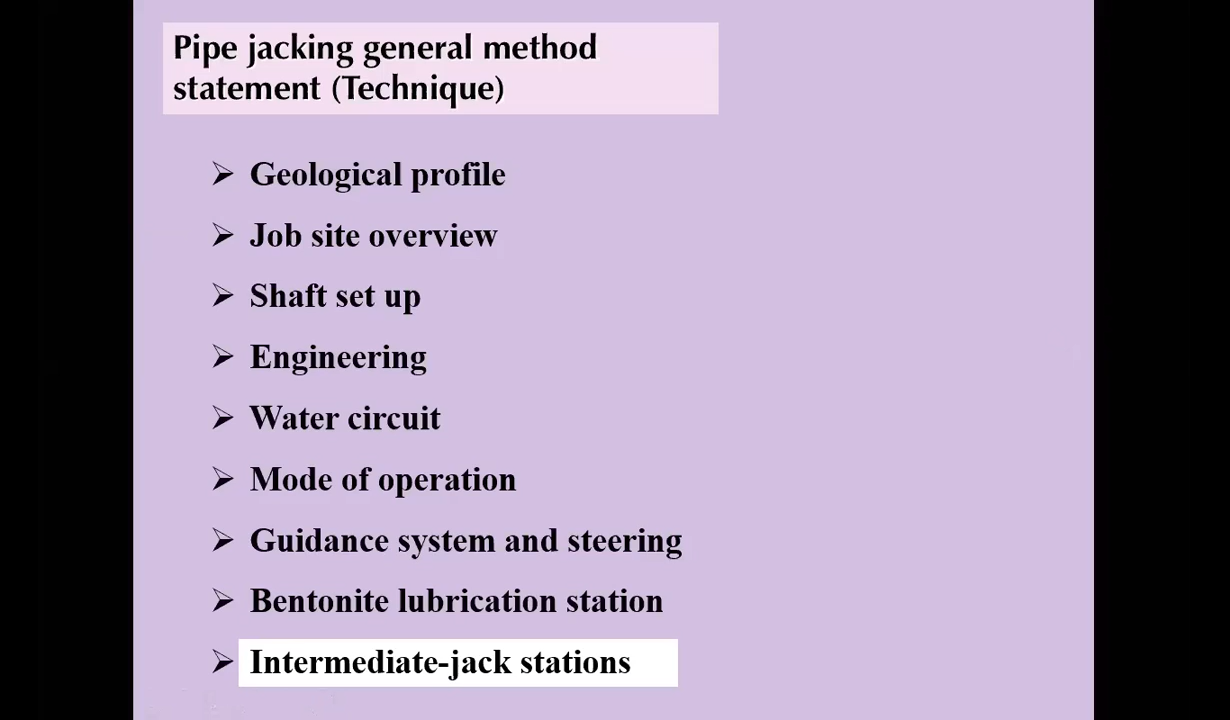 Pipe jacking general method
statement (Technique)
➢ Geological profile
➢ Job site overview
➢ Shaft set up
➢ Engineering
➢ Water circuit
➢ Mode of operation
➢ Guidance system and steering
➢ Bentonite lubrication station
➢ Intermediate-jack stations